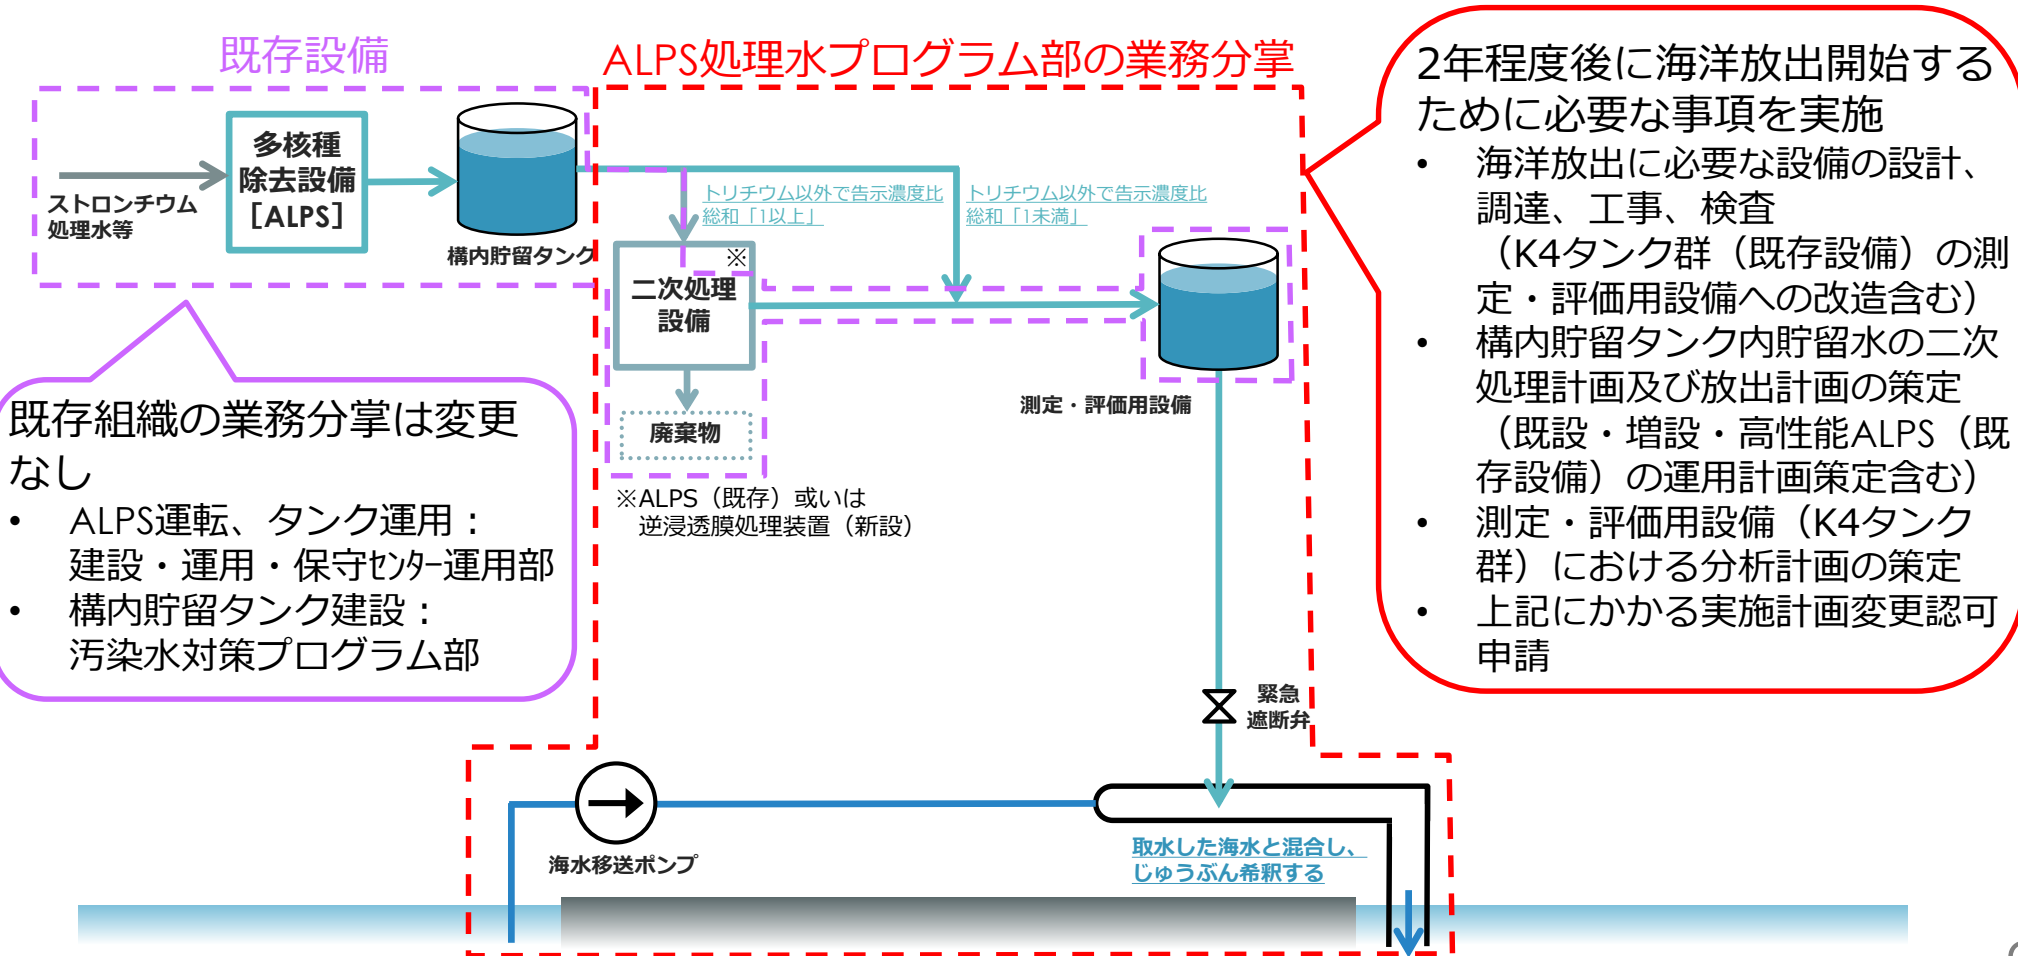 既存設備
ALPS処理水プログラム部の業務分掌
多核種
除去設備
［ALPS］
ストロンチウム
処理水等
構内貯留タンク
トリチウム以外で告示濃度比
総和「1以上」
トリチウム以外で告示濃度比
総和「1未満」
※
二次処理
設備
廃棄物
※ALPS（既存）或いは
逆浸透膜処理装置（新設）
測定・評価用設備
緊急
遮断弁
海水移送ポンプ
取水した海水と混合し、
じゅうぶん希釈する
既存組織の業務分掌は変更
なし
• ALPS運転、タンク運用：
建設・運用・保守ｾﾝﾀｰ運用部
• 構内貯留タンク建設：
汚染水対策プログラム部
2年程度後に海洋放出開始する
ために必要な事項を実施
• 海洋放出に必要な設備の設計、
調達、工事、検査
（K4タンク群（既存設備）の測
定・評価用設備への改造含む）
• 構内貯留タンク内貯留水の二次
処理計画及び放出計画の策定
（既設・増設・高性能ALPS（既
存設備）の運用計画策定含む）
• 測定・評価用設備（K4タンク
群）における分析計画の策定
• 上記にかかる実施計画変更認可
申請